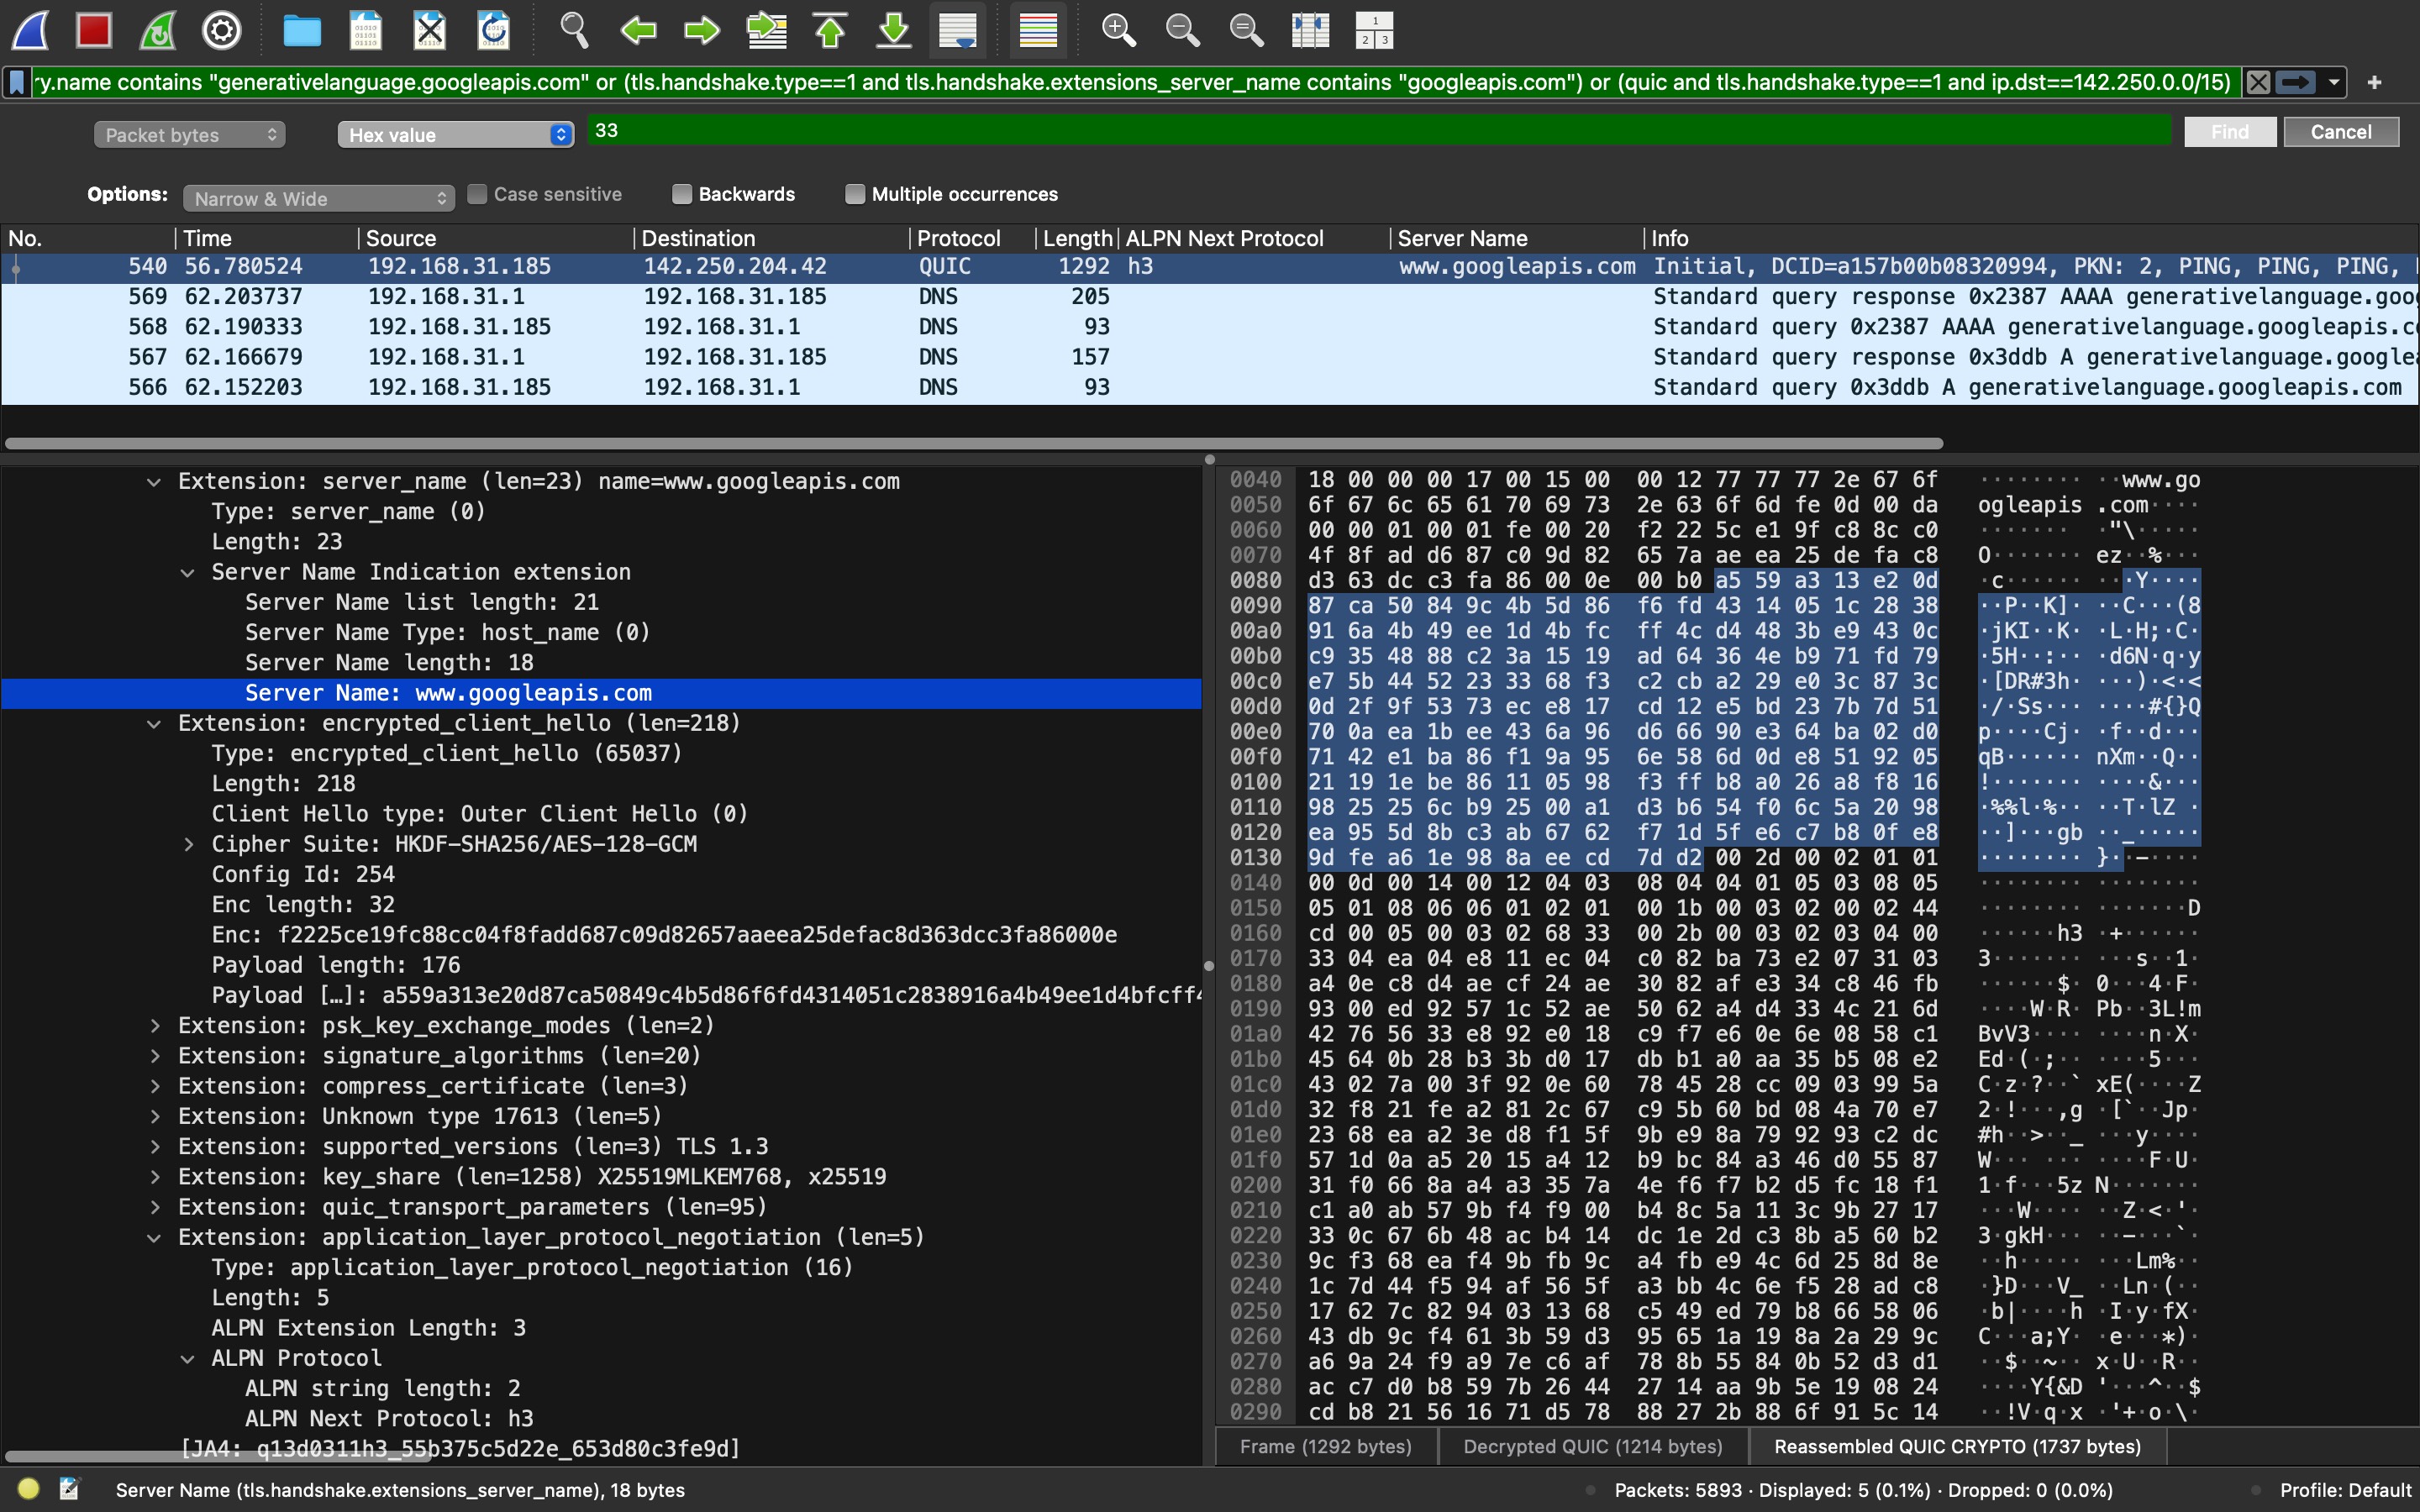 1
2 3
ry.name contains "generativelanguage.googleapis.com" or (tls.handshake.type==1 and tls.handshake.extensions_server_name contains "googleapis.com") or (quic and tls.handshake.type==1 and ip.dst==142.250.0.0/15) +
Packet bytes Hex value 33 Find Cancel
Options: Narrow & Wide Case sensitive Backwards Multiple occurrences
No. Time Source Destination Protocol Length ALPN Next Protocol Server Name Info
540 56.780524 192.168.31.185 142.250.204.42 QUIC 1292 h3 www.googleapis.com Initial, DCID=a157b00b08320994, PKN: 2, PING, PING, PING,
569 62.203737 192.168.31.1 192.168.31.185 DNS 205 Standard query response 0x2387 AAAA generativelanguage.goog
568 62.190333 192.168.31.185 192.168.31.1 DNS 93 Standard query 0x2387 AAAA generativelanguage.googleapis.co
567 62.166679 192.168.31.1 192.168.31.185 DNS 157 Standard query response 0x3ddb A generativelanguage.googlea
566 62.152203 192.168.31.185 192.168.31.1 DNS 93 Standard query 0x3ddb A generativelanguage.googleapis.com
Extension: server_name (len=23) name=www.googleapis.com
Type: server_name (0)
Length: 23
Server Name Indication extension
Server Name list length: 21
Server Name Type: host_name (0)
Server Name length: 18
Server Name: www.googleapis.com
Extension: encrypted_client_hello (len=218)
Type: encrypted_client_hello (65037)
Length: 218
Client Hello type: Outer Client Hello (0)
Cipher Suite: HKDF-SHA256/AES-128-GCM
Config Id: 254
Enc length: 32
Enc: f2225ce19fc88cc04f8fadd687c09d82657aaeea25defac8d363dcc3fa86000e
Payload length: 176
Payload […]: a559a313e20d87ca50849c4b5d86f6fd4314051c2838916a4b49ee1d4bfcff4
Extension: psk_key_exchange_modes (len=2)
Extension: signature_algorithms (len=20)
Extension: compress_certificate (len=3)
Extension: Unknown type 17613 (len=5)
Extension: supported_versions (len=3) TLS 1.3
Extension: key_share (len=1258) X25519MLKEM768, x25519
Extension: quic_transport_parameters (len=95)
Extension: application_layer_protocol_negotiation (len=5)
Type: application_layer_protocol_negotiation (16)
Length: 5
ALPN Extension Length: 3
ALPN Protocol
ALPN string length: 2
ALPN Next Protocol: h3
[JA4: q13d0311h3_55b375c5d22e_653d80c3fe9d]
0040 18 00 00 00 17 00 15 00 00 12 77 77 77 2e 67 6f ········ ··www.go
0050 6f 67 6c 65 61 70 69 73 2e 63 6f 6d fe 0d 00 da ogleapis .com····
0060 00 00 01 00 01 fe 00 20 f2 22 5c e1 9f c8 8c c0 ······· ·"\·····
0070 4f 8f ad d6 87 c0 9d 82 65 7a ae ea 25 de fa c8 O······· ez··%···
0080 d3 63 dc c3 fa 86 00 0e 00 b0 a5 59 a3 13 e2 0d ·c······ ···Y····
0090 87 ca 50 84 9c 4b 5d 86 f6 fd 43 14 05 1c 28 38 ··P··K]· ··C···(8
00a0 91 6a 4b 49 ee 1d 4b fc ff 4c d4 48 3b e9 43 0c ·jKI··K· ·L·H;·C·
00b0 c9 35 48 88 c2 3a 15 19 ad 64 36 4e b9 71 fd 79 ·5H··:·· ·d6N·q·y
00c0 e7 5b 44 52 23 33 68 f3 c2 cb a2 29 e0 3c 87 3c ·[DR#3h· ···)·<·<
00d0 0d 2f 9f 53 73 ec e8 17 cd 12 e5 bd 23 7b 7d 51 ·/·Ss··· ····#{}Q
00e0 70 0a ea 1b ee 43 6a 96 d6 66 90 e3 64 ba 02 d0 p····Cj· ·f··d···
00f0 71 42 e1 ba 86 f1 9a 95 6e 58 6d 0d e8 51 92 05 qB······ nXm··Q··
0100 21 19 1e be 86 11 05 98 f3 ff b8 a0 26 a8 f8 16 !······· ····&···
0110 98 25 25 6c b9 25 00 a1 d3 b6 54 f0 6c 5a 20 98 ·%%l·%·· ··T·lZ ·
0120 ea 95 5d 8b c3 ab 67 62 f7 1d 5f e6 c7 b8 0f e8 ··]···gb ··_·····
0130 9d fe a6 1e 98 8a ee cd 7d d2 00 2d 00 02 01 01 ········ }··-····
0140 00 0d 00 14 00 12 04 03 08 04 04 01 05 03 08 05 ········ ········
0150 05 01 08 06 06 01 02 01 00 1b 00 03 02 00 02 44 ········ ·······D
0160 cd 00 05 00 03 02 68 33 00 2b 00 03 02 03 04 00 ······h3 ·+······
0170 33 04 ea 04 e8 11 ec 04 c0 82 ba 73 e2 07 31 03 3······· ···s··1·
0180 a4 0e c8 d4 ae cf 24 ae 30 82 af e3 34 c8 46 fb ······$· 0···4·F·
0190 93 00 ed 92 57 1c 52 ae 50 62 a4 d4 33 4c 21 6d ····W·R· Pb··3L!m
01a0 42 76 56 33 e8 92 e0 18 c9 f7 e6 0e 6e 08 58 c1 BvV3···· ····n·X·
01b0 45 64 0b 28 b3 3b d0 17 db b1 a0 aa 35 b5 08 e2 Ed·(·;·· ····5···
01c0 43 02 7a 00 3f 92 0e 60 78 45 28 cc 09 03 99 5a C·z·?··` xE(····Z
01d0 32 f8 21 fe a2 81 2c 67 c9 5b 60 bd 08 4a 70 e7 2·!···,g ·[`··Jp·
01e0 23 68 ea a2 3e d8 f1 5f 9b e9 8a 79 92 93 c2 dc #h··>··_ ···y····
01f0 57 1d 0a a5 20 15 a4 12 b9 bc 84 a3 46 d0 55 87 W··· ··· ····F·U·
0200 31 f0 66 8a a4 a3 35 7a 4e f6 f7 b2 d5 fc 18 f1 1·f···5z N·······
0210 c1 a0 ab 57 9b f4 f9 00 b4 8c 5a 11 3c 9b 27 17 ···W···· ··Z·<·'·
0220 33 0c 67 6b 48 ac b4 14 dc 1e 2d c3 8b a5 60 b2 3·gkH··· ··-···`·
0230 9c f3 68 ea f4 9b fb 9c a4 fb e9 4c 6d 25 8d 8e ··h····· ···Lm%··
0240 1c 7d 44 f5 94 af 56 5f a3 bb 4c 6e f5 28 ad c8 ·}D···V_ ··Ln·(··
0250 17 62 7c 82 94 03 13 68 c5 49 ed 79 b8 66 58 06 ·b|····h ·I·y·fX·
0260 43 db 9c f4 61 3b 59 d3 95 65 1a 19 8a 2a 29 9c C···a;Y· ·e···*)·
0270 a6 9a 24 f9 a9 7e c6 af 78 8b 55 84 0b 52 d3 d1 ··$··~·· x·U··R··
0280 ac c7 d0 b8 59 7b 26 44 27 14 aa 9b 5e 19 08 24 ····Y{&D '···^··$
0290 cd b8 21 56 16 71 d5 78 88 27 2b 88 6f 91 5c 14 ··!V·q·x ·'+·o·\·
Frame (1292 bytes) Decrypted QUIC (1214 bytes) Reassembled QUIC CRYPTO (1737 bytes)
Server Name (tls.handshake.extensions_server_name), 18 bytes Packets: 5893 · Displayed: 5 (0.1%) · Dropped: 0 (0.0%) Profile: Default